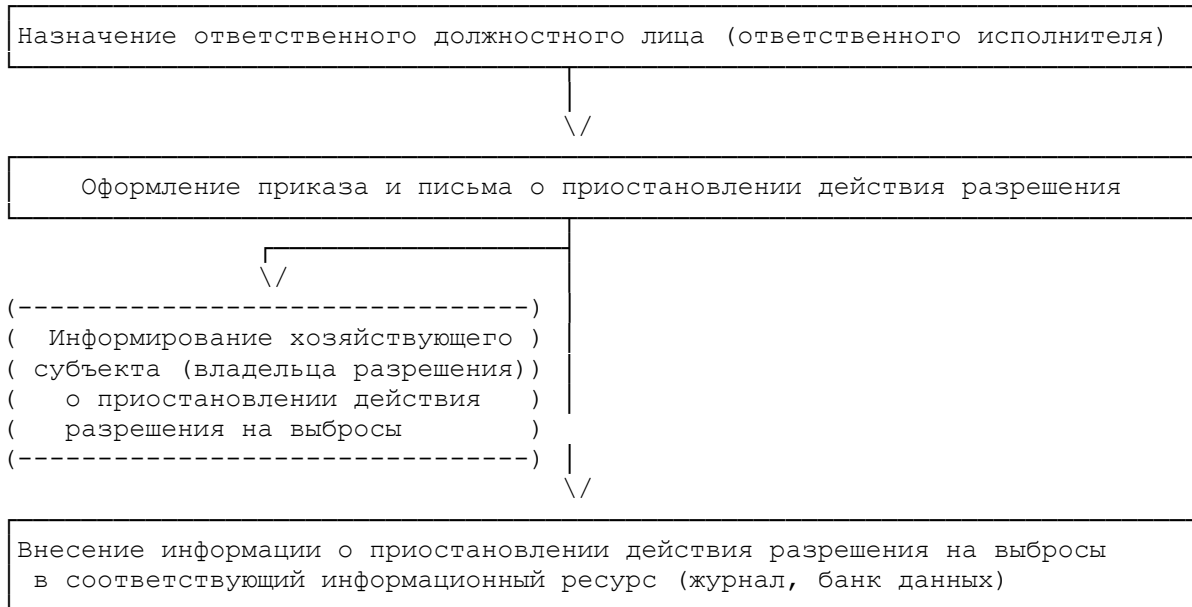 Назначение ответственного должностного лица (ответственного исполнителя)
Оформление приказа и письма о приостановлении действия разрешения
( Информирование хозяйствующего )
( субъекта (владельца разрешения))
( о приостановлении действия )
( разрешения на выбросы )
Внесение информации о приостановлении действия разрешения на выбросы
в соответствующий информационный ресурс (журнал, банк данных)